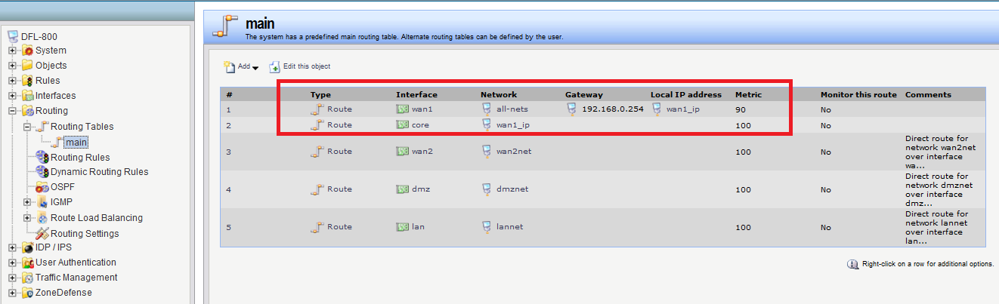 DFL-800
System
Objects
Rules
Interfaces
Routing
Routing Tables
main
Routing Rules
Dynamic Routing Rules
OSPF
IGMP
Route Load Balancing
Routing Settings
IDP / IPS
User Authentication
Traffic Management
ZoneDefense
main
The system has a predefined main routing table. Alternate routing tables can be defined by the user.
Add Edit this object
# Type Interface Network Gateway Local IP address Metric Monitor this route Comments
1 Route wan1 all-nets 192.168.0.254 wan1_ip 90 No
2 Route core wan1_ip 100 No
3 Route wan2 wan2net 100 No Direct route for
network wan2net
over interface
wa...
4 Route dmz dmznet 100 No Direct route for
network dmznet
over interface
dmz...
5 Route lan lannet 100 No Direct route for
network lannet
over interface
lan...
Right-click on a row for additional options.